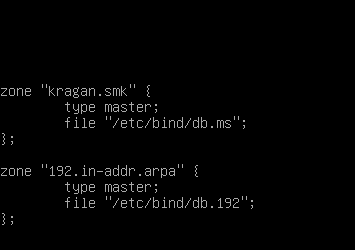 zone "kragan.smk" {
        type master;
        file "/etc/bind/db.ms";
};
zone "192.in-addr.arpa" {
        type master;
        file "/etc/bind/db.192";
};